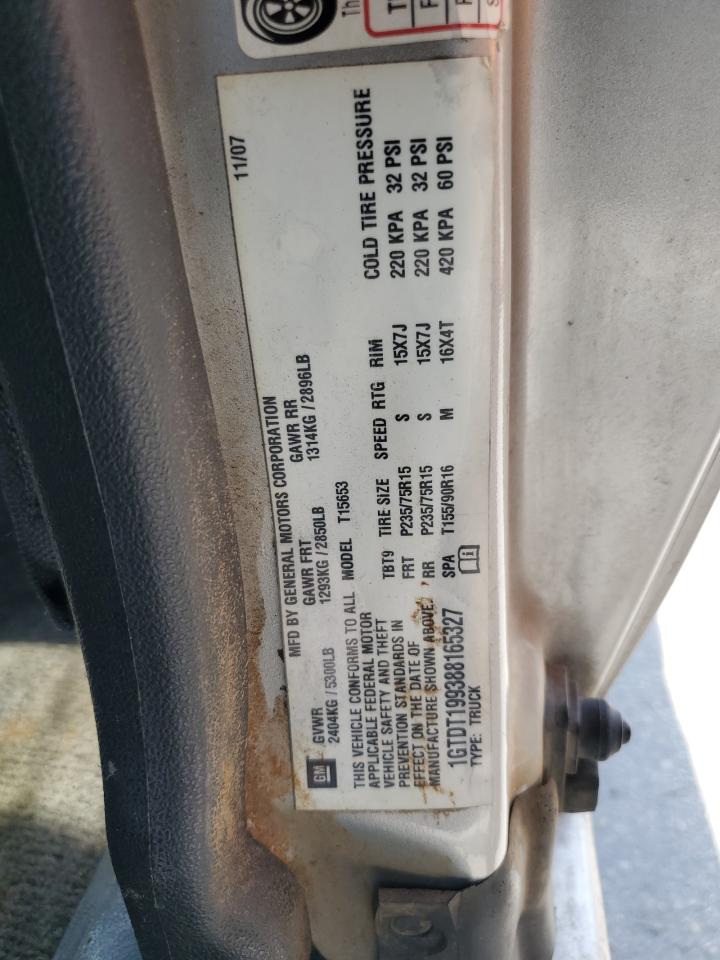 Th
TI
F
F
S
11/07
MFD BY GENERAL MOTORS CORPORATION
GVWR GAWR FRT GAWR RR
2404KG / 5300LB 1293KG / 2850LB 1314KG / 2896LB
GM
THIS VEHICLE CONFORMS TO ALL
APPLICABLE FEDERAL MOTOR
VEHICLE SAFETY AND THEFT
PREVENTION STANDARDS IN
EFFECT ON THE DATE OF
MANUFACTURE SHOWN ABOVE.
MODEL T15653
TBT9 TIRE SIZE SPEED RTG RIM COLD TIRE PRESSURE
FRT P235/75R15 S 15X7J 220 KPA 32 PSI
RR P235/75R15 S 15X7J 220 KPA 32 PSI
SPA T155/90R16 M 16X4T 420 KPA 60 PSI
1GTDT199388165327
TYPE: TRUCK